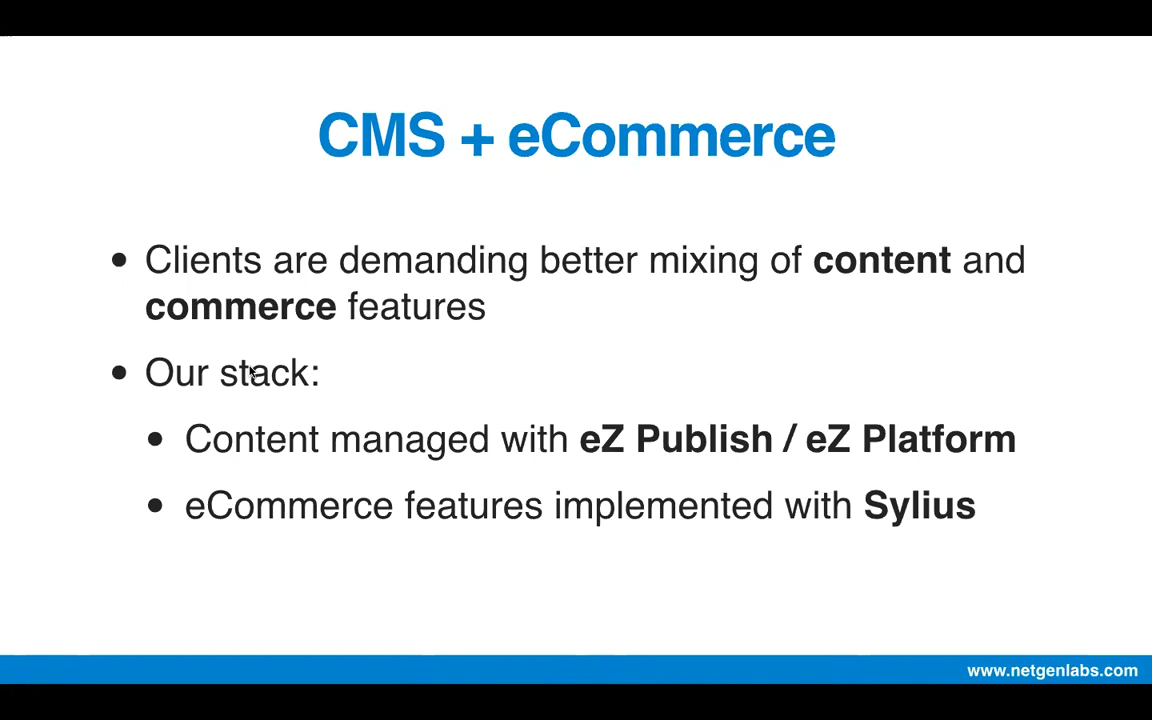 CMS + eCommerce
• Clients are demanding better mixing of content and
commerce features
• Our stack:
• Content managed with eZ Publish / eZ Platform
• eCommerce features implemented with Sylius
www.netgenlabs.com